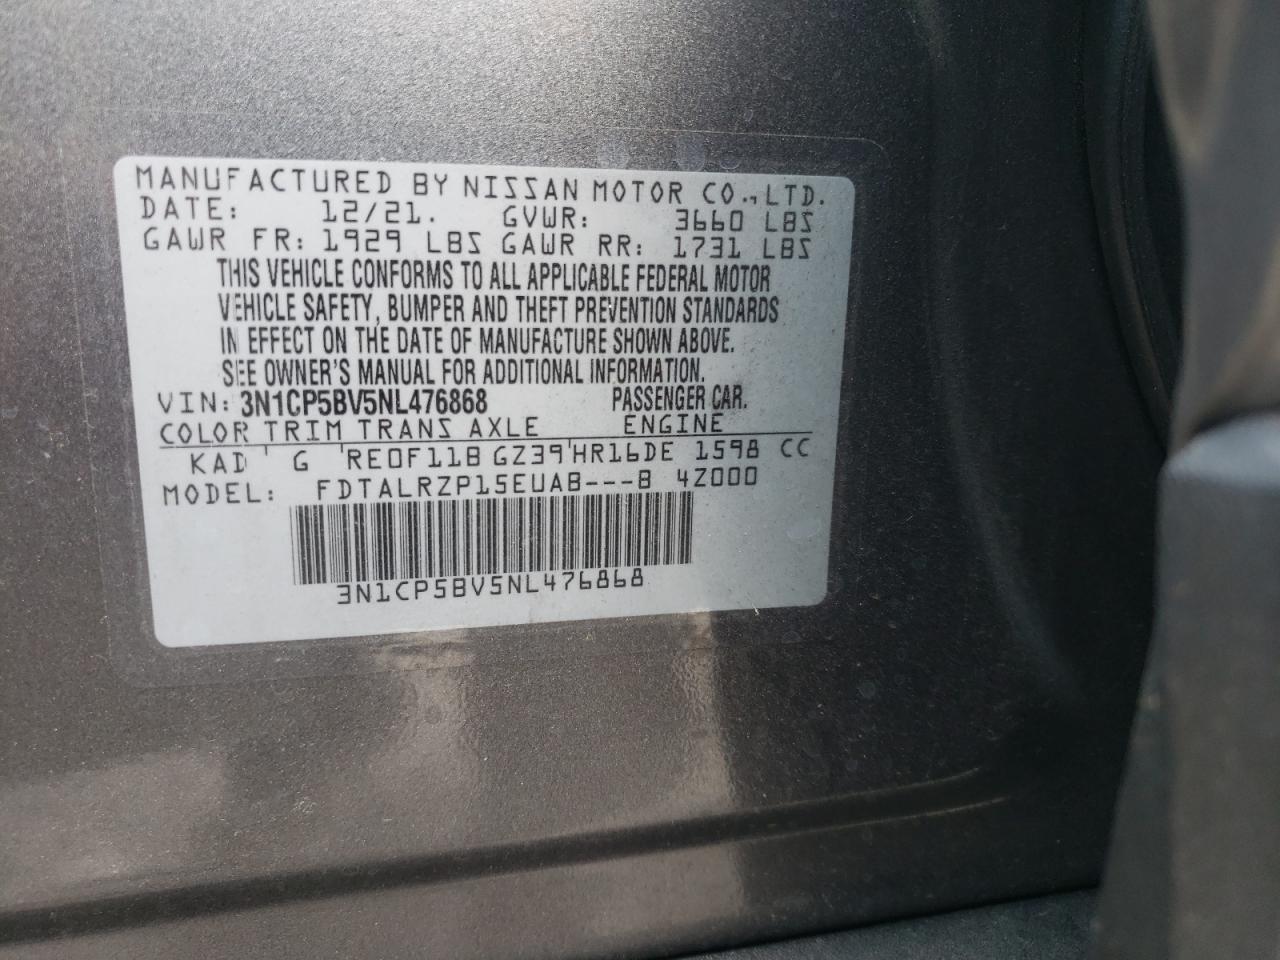 MANUFACTURED BY NISSAN MOTOR CO.,LTD.
DATE: 12/21. GVWR: 3660 LBS
GAWR FR: 1929 LBS GAWR RR: 1731 LBS
THIS VEHICLE CONFORMS TO ALL APPLICABLE FEDERAL MOTOR
VEHICLE SAFETY, BUMPER AND THEFT PREVENTION STANDARDS
IN EFFECT ON THE DATE OF MANUFACTURE SHOWN ABOVE.
SEE OWNER'S MANUAL FOR ADDITIONAL INFORMATION.
VIN: 3N1CP5BV5NL476868 PASSENGER CAR.
COLOR TRIM TRANS AXLE ENGINE
KAD G RE0F11B GZ39 HR16DE 1598 CC
MODEL: FDTALRZP15EUAB---B 4Z000
3N1CP5BV5NL476868